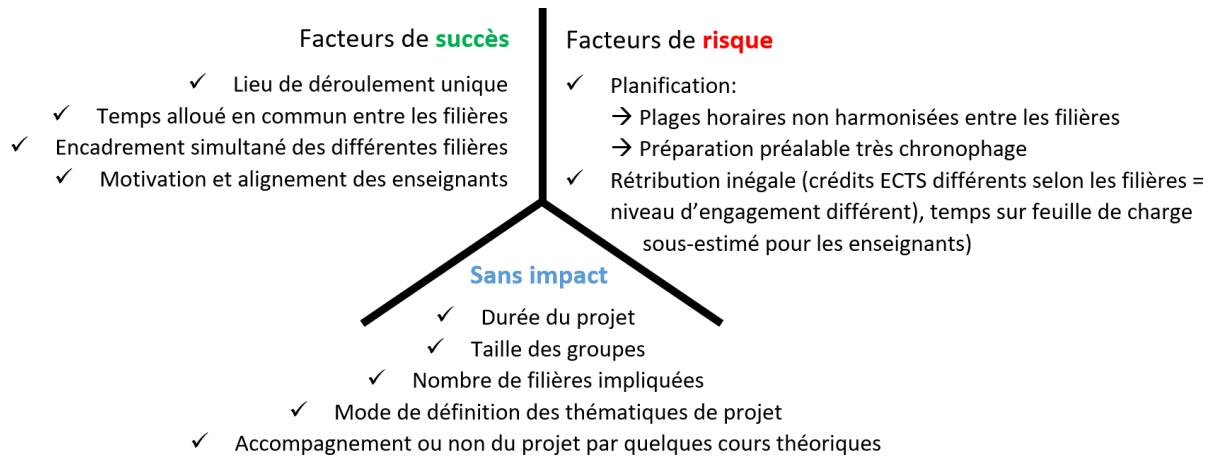 Facteurs de succès
✓ Lieu de déroulement unique
✓ Temps alloué en commun entre les filières
✓ Encadrement simultané des différentes filières
✓ Motivation et alignement des enseignants
Facteurs de risque
✓ Planification:
→ Plages horaires non harmonisées entre les filières
→ Préparation préalable très chronophage
✓ Rétribution inégale (crédits ECTS différents selon les filières =
niveau d’engagement différent), temps sur feuille de charge
sous-estimé pour les enseignants)
Sans impact
✓ Durée du projet
✓ Taille des groupes
✓ Nombre de filières impliquées
✓ Mode de définition des thématiques de projet
✓ Accompagnement ou non du projet par quelques cours théoriques